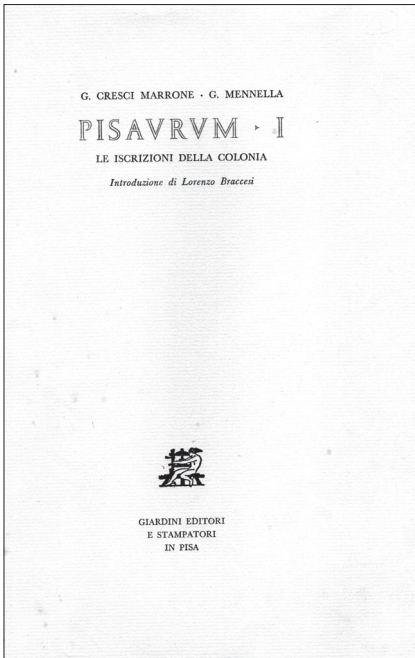 G. CRESCI MARRONE · G. MENNELLA
PISAVRVM · I
LE ISCRIZIONI DELLA COLONIA
Introduzione di Lorenzo Braccesi
GIARDINI EDITORI
E STAMPATORI
IN PISA